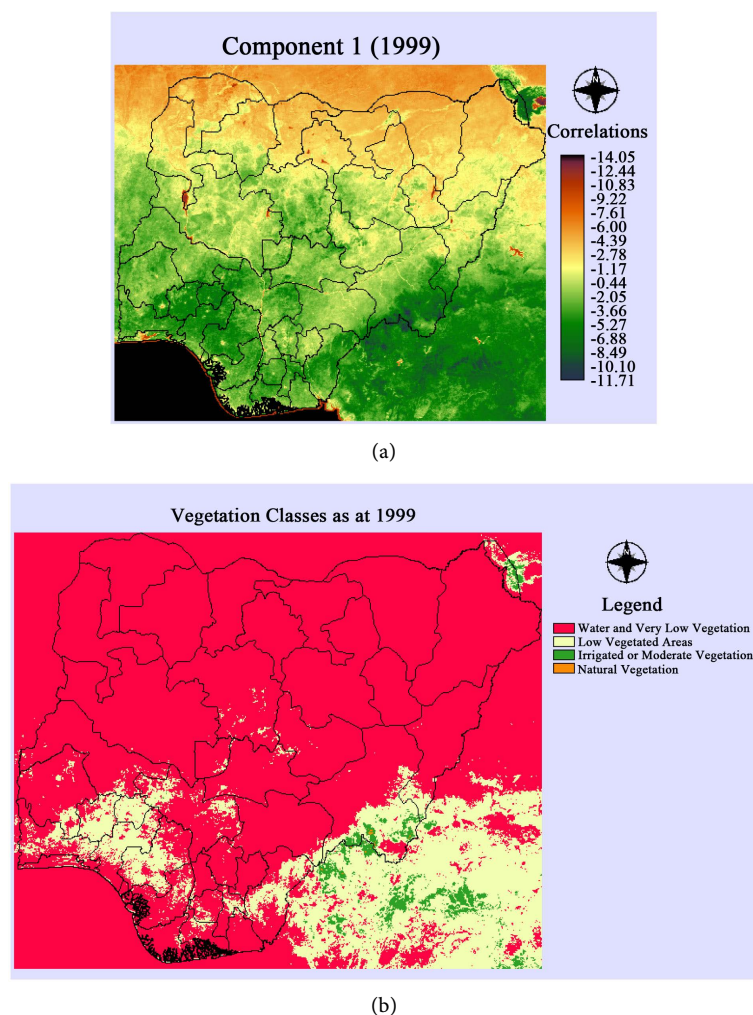 Component 1 (1999)
N
Correlations
-14.05
-12.44
-10.83
-9.22
-7.61
-6.00
-4.39
-2.78
-1.17
-0.44
-2.05
-3.66
-5.27
-6.88
-8.49
-10.10
-11.71
(a)
Vegetation Classes as at 1999
N
Legend
Water and Very Low Vegetation
Low Vegetated Areas
Irrigated or Moderate Vegetation
Natural Vegetation
(b)